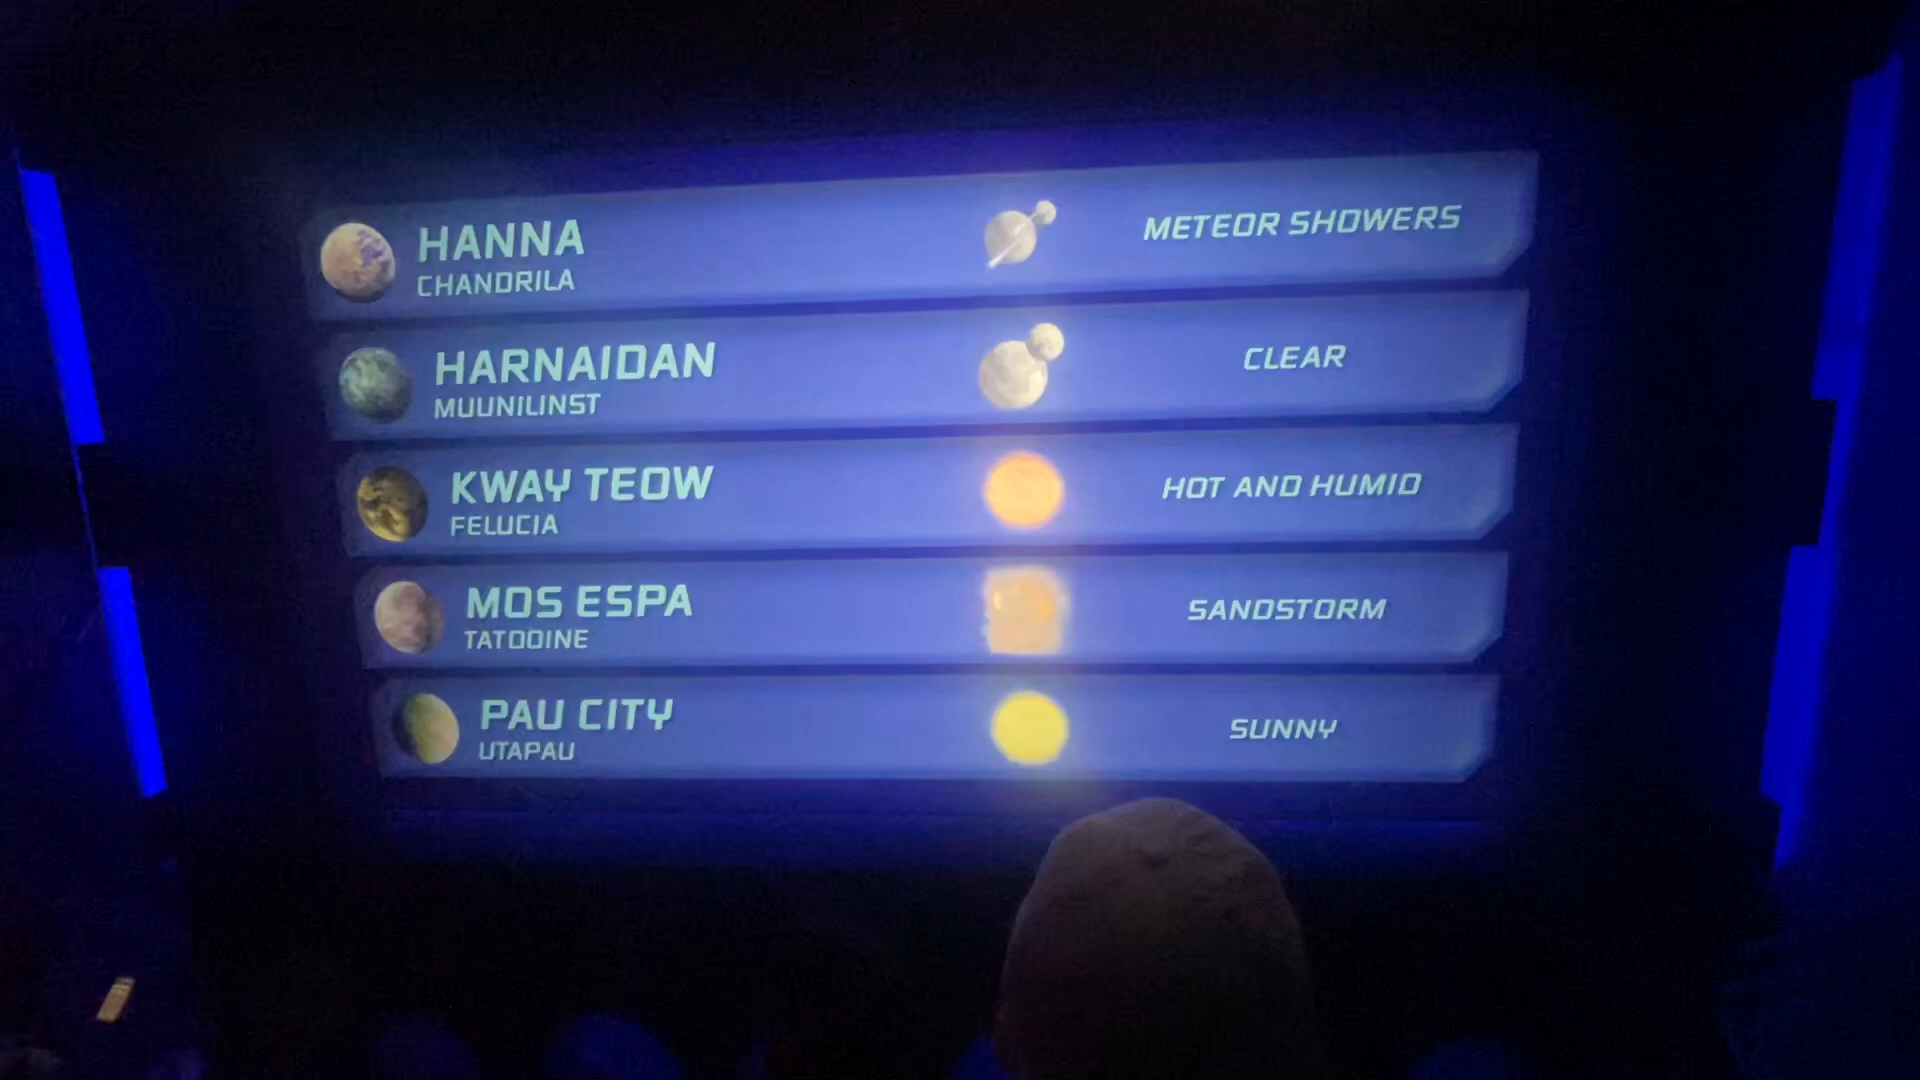 HANNA
CHANDRILA
METEOR SHOWERS
HARNAIDAN
MUUNILINST
CLEAR
KWAY TEOW
FELUCIA
HOT AND HUMID
MOS ESPA
TATOOINE
SANDSTORM
PAU CITY
UTAPAU
SUNNY